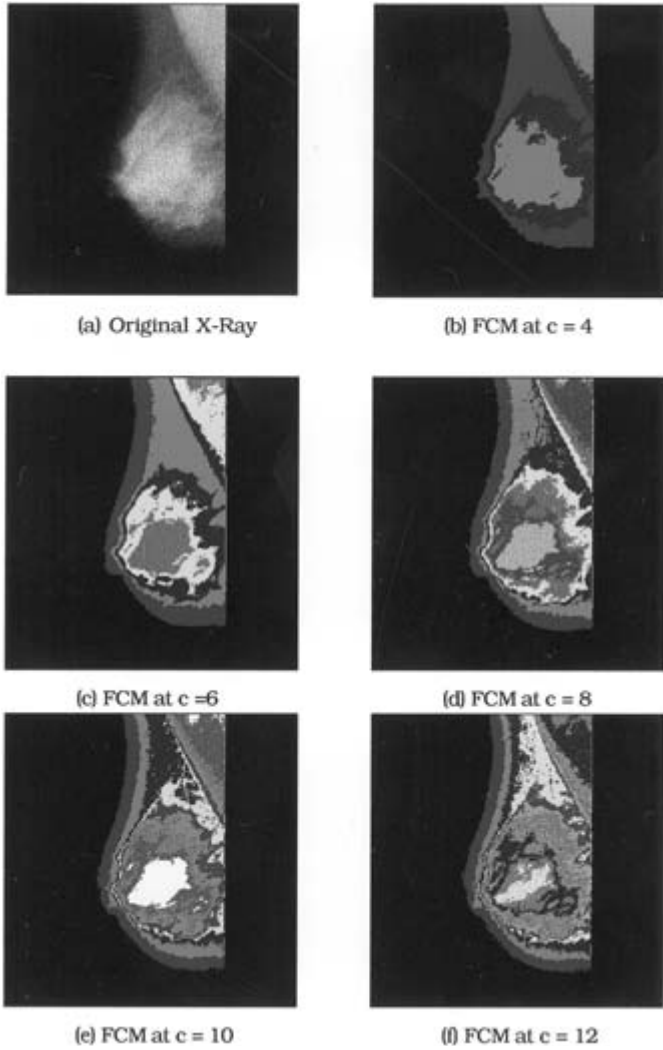 (a) Original X-Ray
(b) FCM at c = 4
(c) FCM at c =6
(d) FCM at c = 8
(e) FCM at c = 10
(f) FCM at c = 12